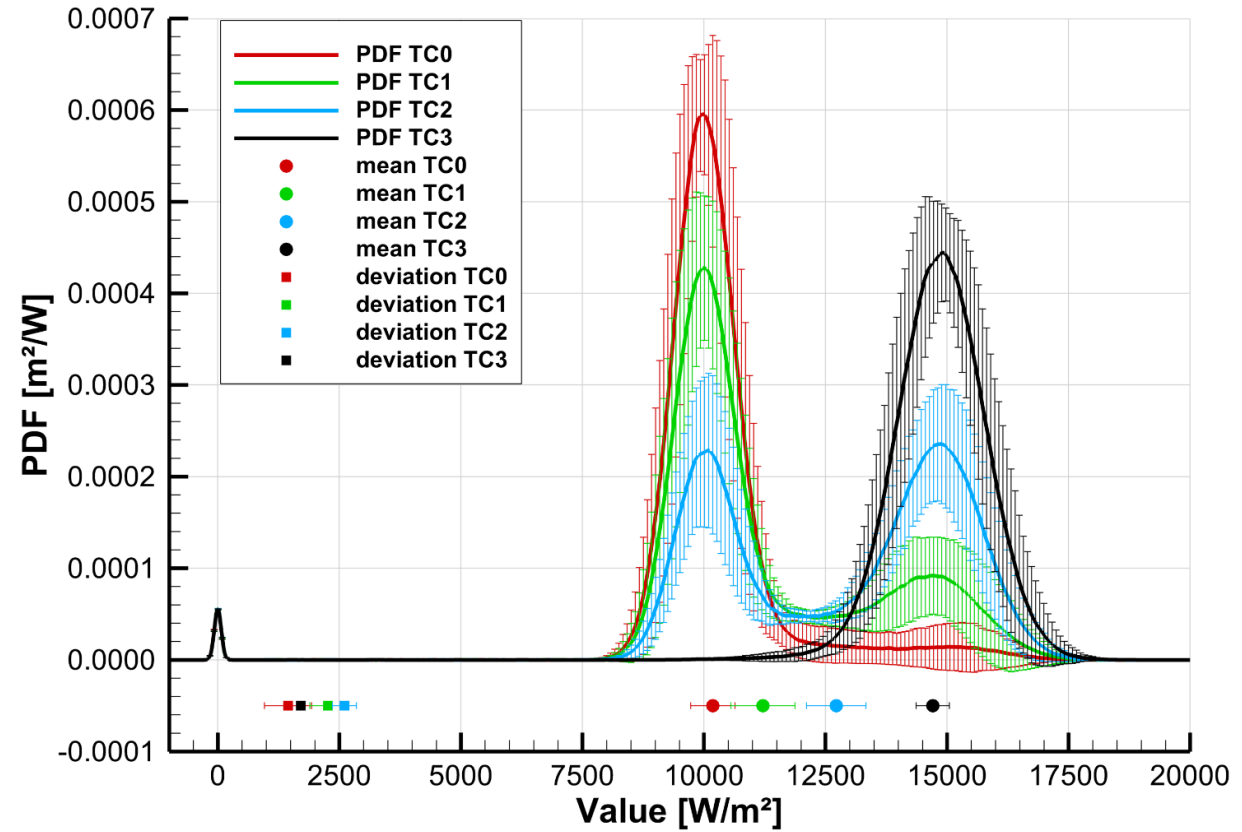 0.0007
0.0006
0.0005
0.0004
0.0003
0.0002
0.0001
0.0000
-0.0001
PDF [m²/W]
PDF TC0
PDF TC1
PDF TC2
PDF TC3
mean TC0
mean TC1
mean TC2
mean TC3
deviation TC0
deviation TC1
deviation TC2
deviation TC3
0 2500 5000 7500 10000 12500 15000 17500 20000
Value [W/m²]